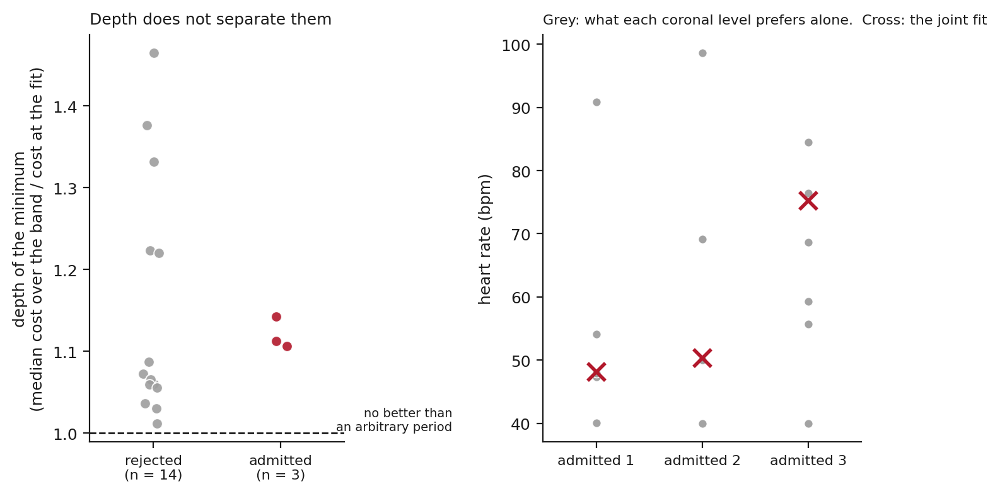 Depth does not separate them
depth of the minimum
(median cost over the band / cost at the fit)
1.4
1.3
1.2
1.1
1.0
no better than
an arbitrary period
rejected
(n = 14)
admitted
(n = 3)
Grey: what each coronal level prefers alone.  Cross: the joint fit
heart rate (bpm)
100
90
80
70
60
50
40
admitted 1
admitted 2
admitted 3